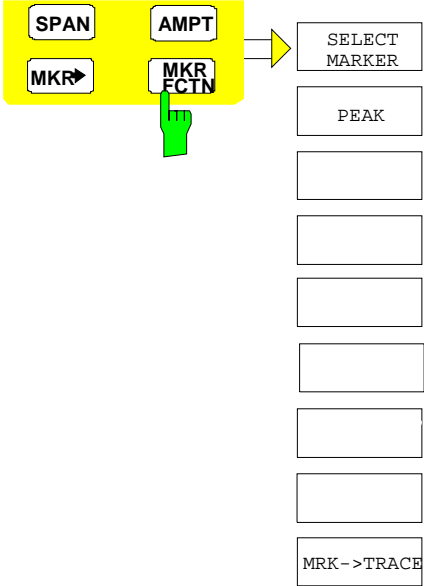 SPAN
AMPT
MKR
MKR
FCTN
SELECT
MARKER
PEAK
MRK->TRACE